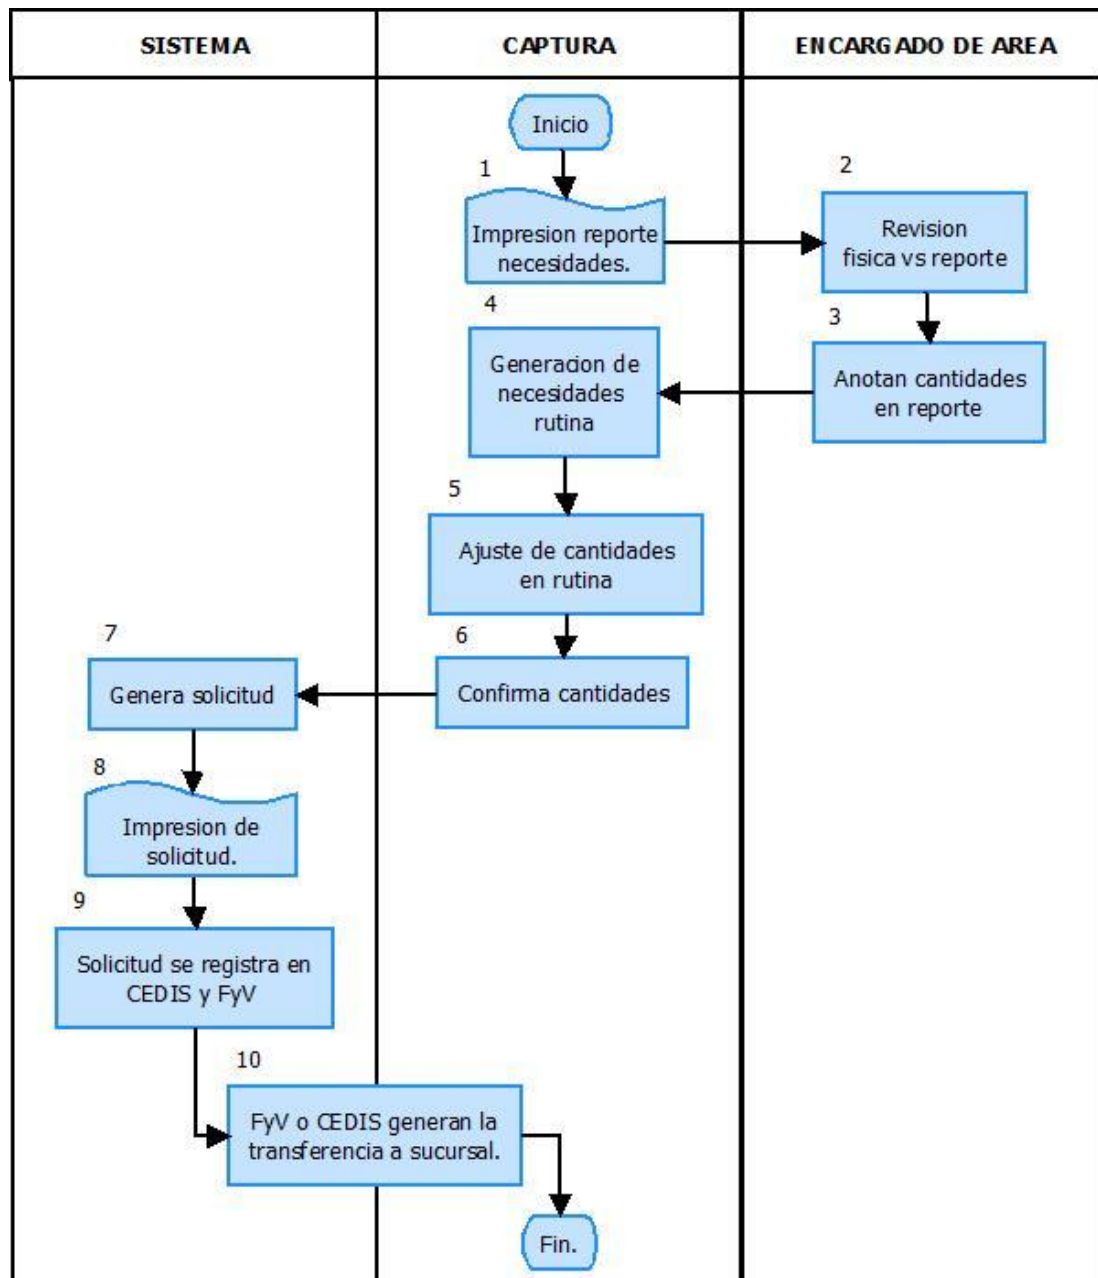 SISTEMA
CAPTURA
ENCARGADO DE AREA
Inicio
1
Impresion reporte
necesidades.
2
Revision
fisica vs reporte
3
Anotan cantidades
en reporte
4
Generacion de
necesidades
rutina
5
Ajuste de cantidades
en rutina
6
Confirma cantidades
7
Genera solicitud
8
Impresion de
solicitud.
9
Solicitud se registra en
CEDIS y FyV
10
FyV o CEDIS generan la
transferencia a sucursal.
Fin.